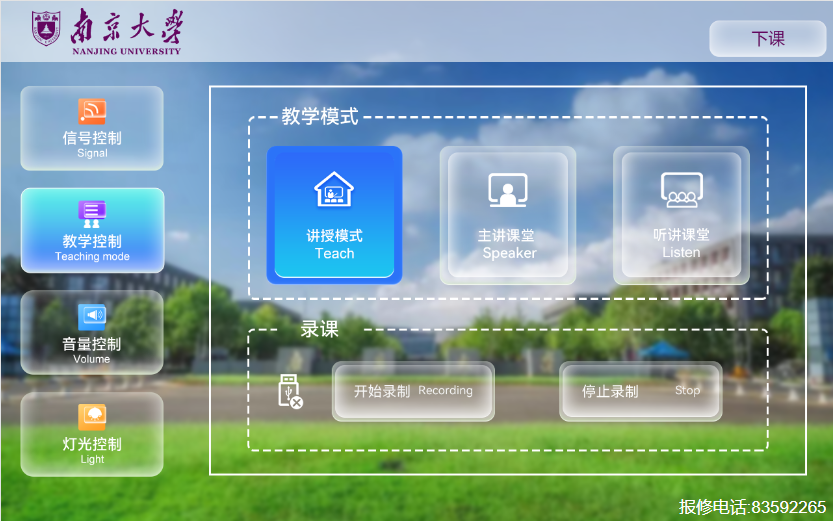 南京大學
NANJING UNIVERSITY
下课
信号控制
Signal
教学控制
Teaching mode
音量控制
Volume
灯光控制
Light
教学模式
讲授模式
Teach
主讲课堂
Speaker
听讲课堂
Listen
录课
开始录制 Recording
停止录制 Stop
报修电话:83592265